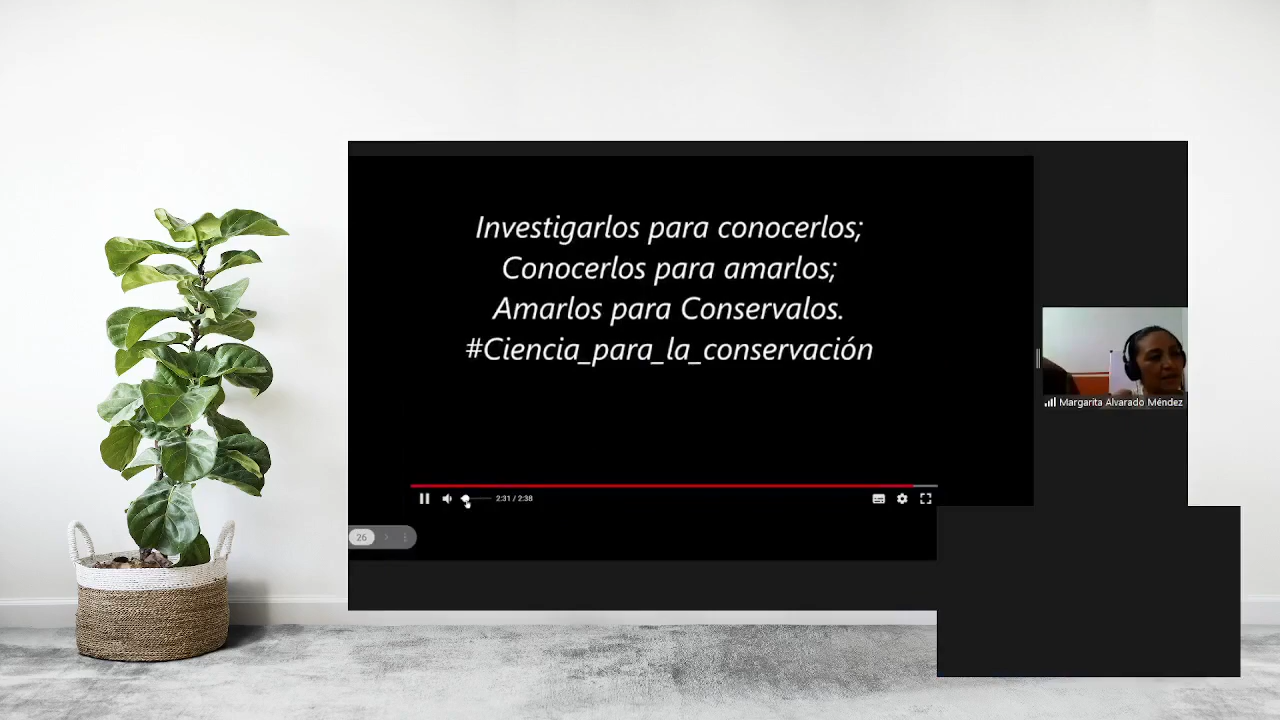 Investigarlos para conocerlos;
Conocerlos para amarlos;
Amarlos para Conservalos.
#Ciencia_para_la_conservación
Margarita Alvarado Méndez
2:31 / 2:38
26